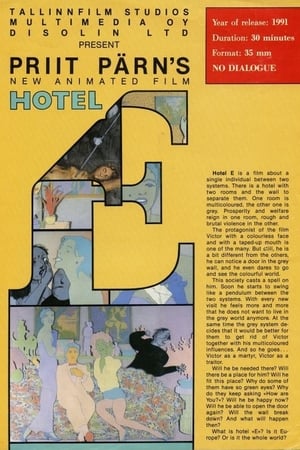 TALLINNFILM STUDIOS
MULTIMEDIA OY
DISOLIN LTD
PRESENT
PRIIT PÄRN'S
NEW ANIMATED FILM
HOTEL
E
Year of release: 1991
Duration: 30 minutes
Format: 35 mm
NO DIALOGUE
Hotel E is a film about a
single individual between two
systems. There is a hotel with
two rooms and the wall to
separate them. One room is
multicoloured, the other one is
grey. Prosperity and welfare
reign in one room, rough and
brutal violence in the other.
The protagonist of the film
Victor with a colourless face
and with a taped-up mouth is
one of the many. But still, he is
a bit different from the others,
he can notice a door in the grey
wall, and he even dares to go
and see the colourful world.
This society casts a spell on
him. Soon he starts to swing
like a pendulum between the
two systems. With every new
visit he feels more and more
that he does not want to live in
the grey world anymore. At the
same time the grey system de-
cides that it would be better for
them to get rid of Victor
together with his multicoloured
influences. And so he goes...
Victor as a martyr, Victor as a
traitor.
Will he be needed there? Will
there be a place for him? Will he
fit this place? Why do some of
them have so green eyes? Why
do they keep asking «How are
You?»? Will he be happy now?
Will he be able to open the door
again? Will the wall break
down? And what will happen
then?
What is hotel «E»? Is it Eu-
rope? Or is it the whole world?